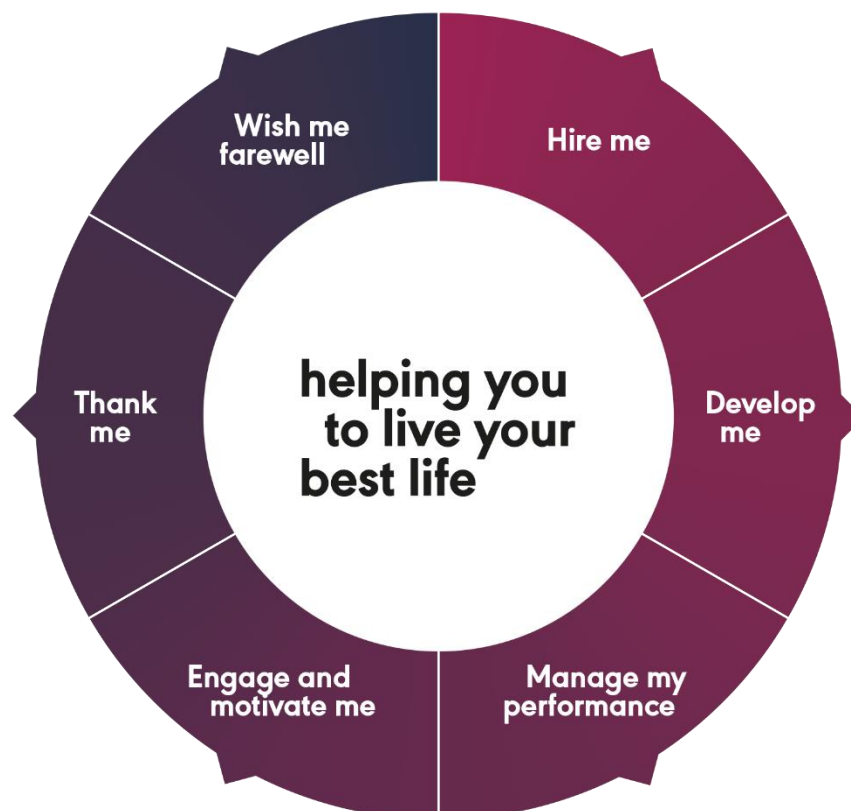 Wish me
farewell
Hire me
Thank
me
helping you
to live your
best life
Develop
me
Engage and
motivate me
Manage my
performance